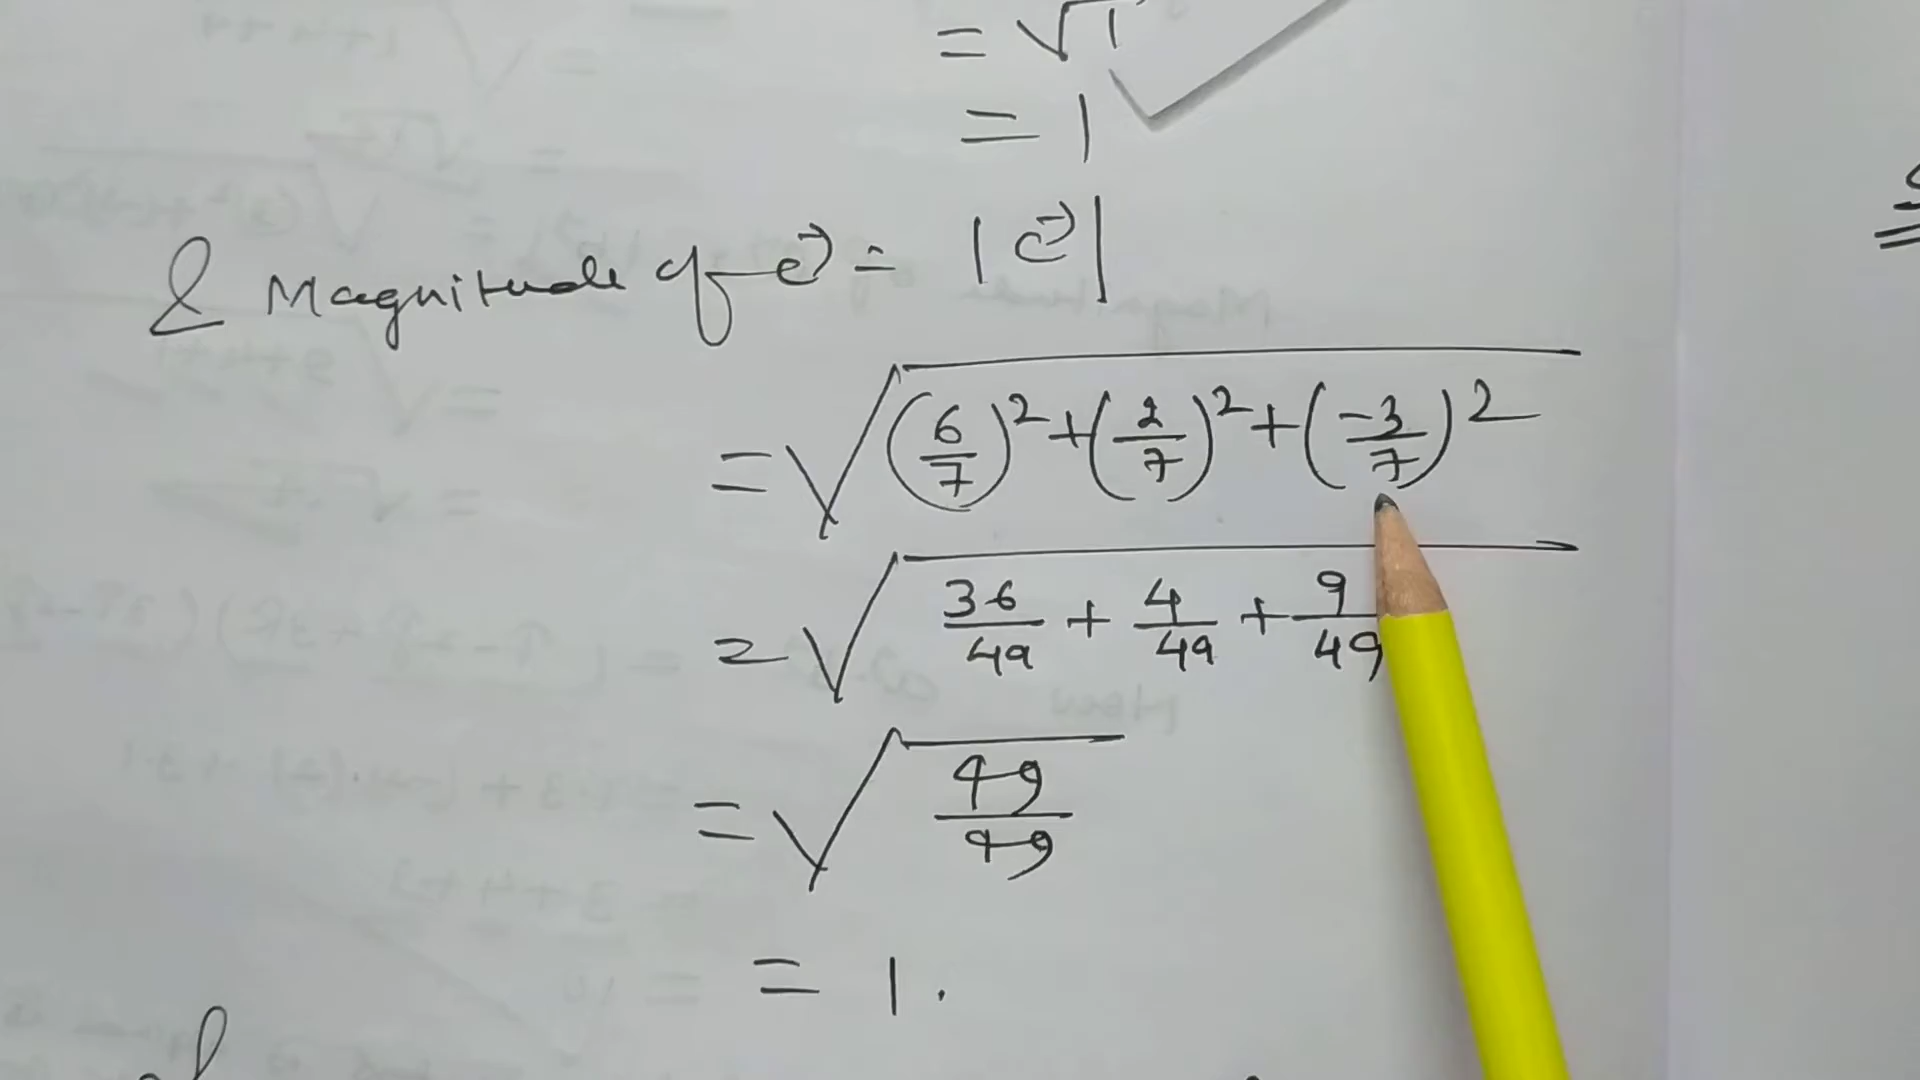 = √1
= 1
& Magnitude of c⃗ = |c⃗|
= √((6/7)² + (2/7)² + (-3/7)²)
= √(36/49 + 4/49 + 9/49)
= √(49/49)
= 1.